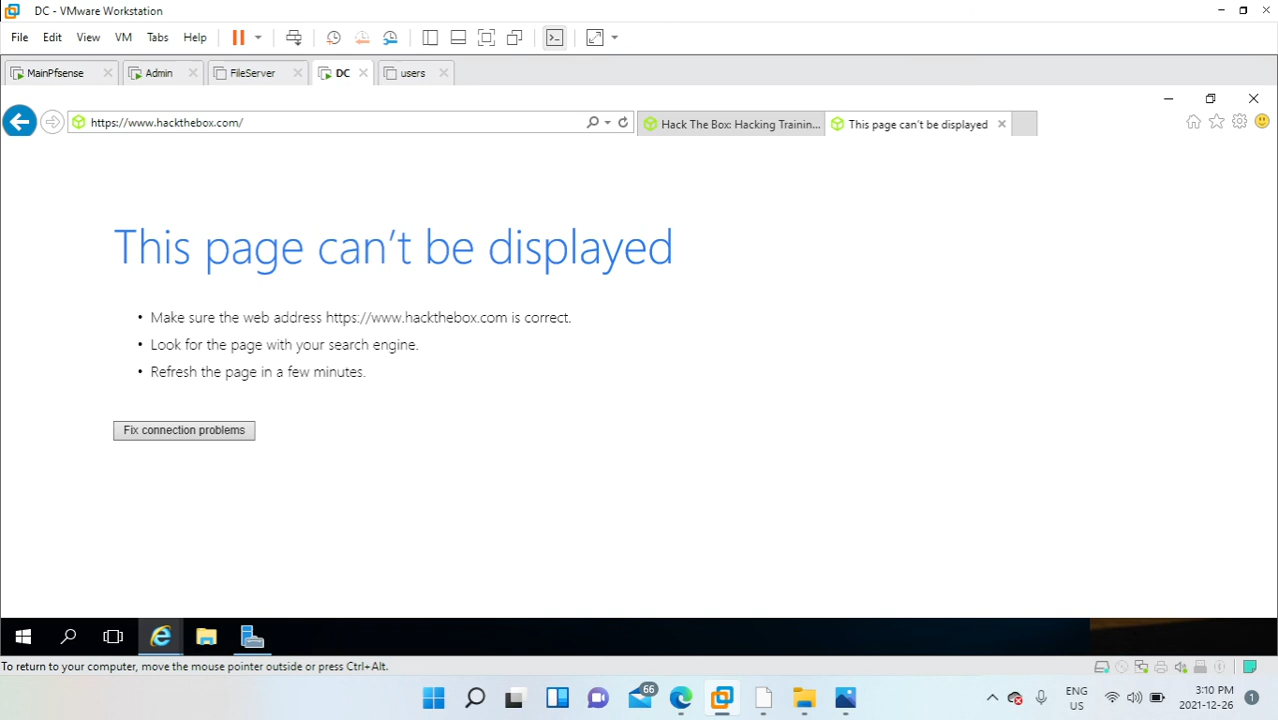 DC - VMware Workstation
File Edit View VM Tabs Help
MainPfsense Admin FileServer DC users
https://www.hackthebox.com/ Hack The Box: Hacking Trainin... This page can't be displayed
This page can't be displayed
• Make sure the web address https://www.hackthebox.com is correct.
• Look for the page with your search engine.
• Refresh the page in a few minutes.
Fix connection problems
To return to your computer, move the mouse pointer outside or press Ctrl+Alt.
66
ENG
US
3:10 PM
2021-12-26
1